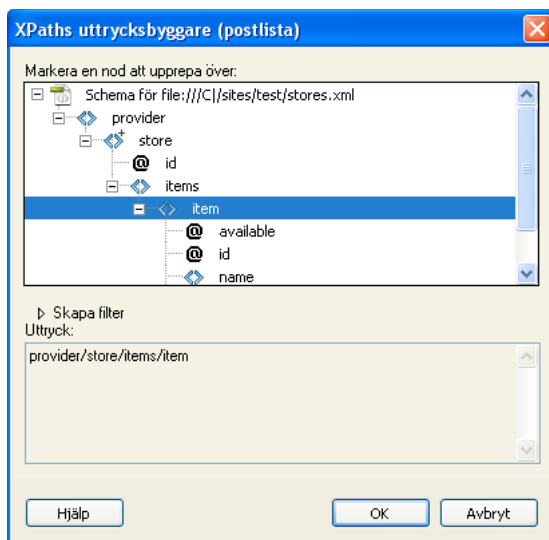 XPaths uttrycksbyggare (postlista)
Markera en nod att upprepa över:
Schema för file:///C|/sites/test/stores.xml
provider
store
@ id
items
item
@ available
@ id
name
Skapa filter
Uttryck:
provider/store/items/item
Hjälp OK Avbryt